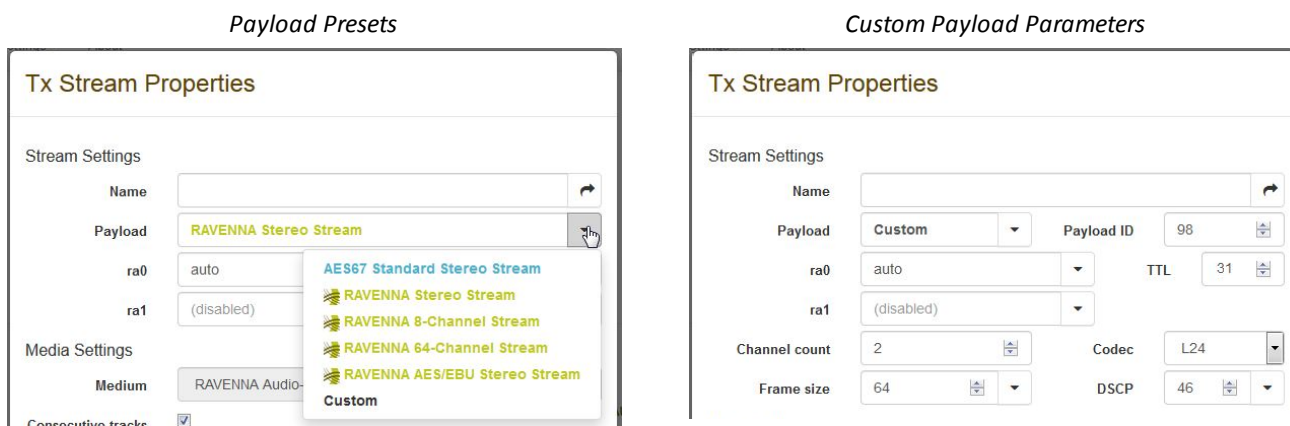 Payload Presets
Tx Stream Properties
Stream Settings
Name
Payload RAVENNA Stereo Stream
ra0 auto
ra1 (disabled)
AES67 Standard Stereo Stream
RAVENNA Stereo Stream
RAVENNA 8-Channel Stream
RAVENNA 64-Channel Stream
RAVENNA AES/EBU Stereo Stream
Custom
Media Settings
Medium RAVENNA Audio-
Consecutive tracks
Custom Payload Parameters
Tx Stream Properties
Stream Settings
Name
Payload Custom Payload ID 98
ra0 auto TTL 31
ra1 (disabled)
Channel count 2 Codec L24
Frame size 64 DSCP 46